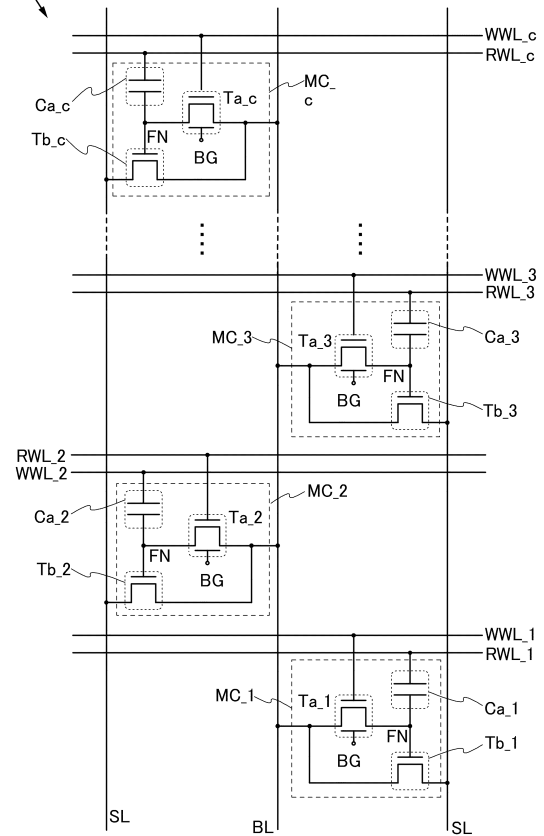 WWL_c
RWL_c
Ca_c
Ta_c
MC_
c
Tb_c
FN
BG
WWL_3
RWL_3
MC_3
Ta_3
Ca_3
FN
BG
Tb_3
RWL_2
WWL_2
Ca_2
Ta_2
MC_2
FN
Tb_2
BG
WWL_1
RWL_1
MC_1
Ta_1
Ca_1
FN
Tb_1
BG
SL
BL
SL